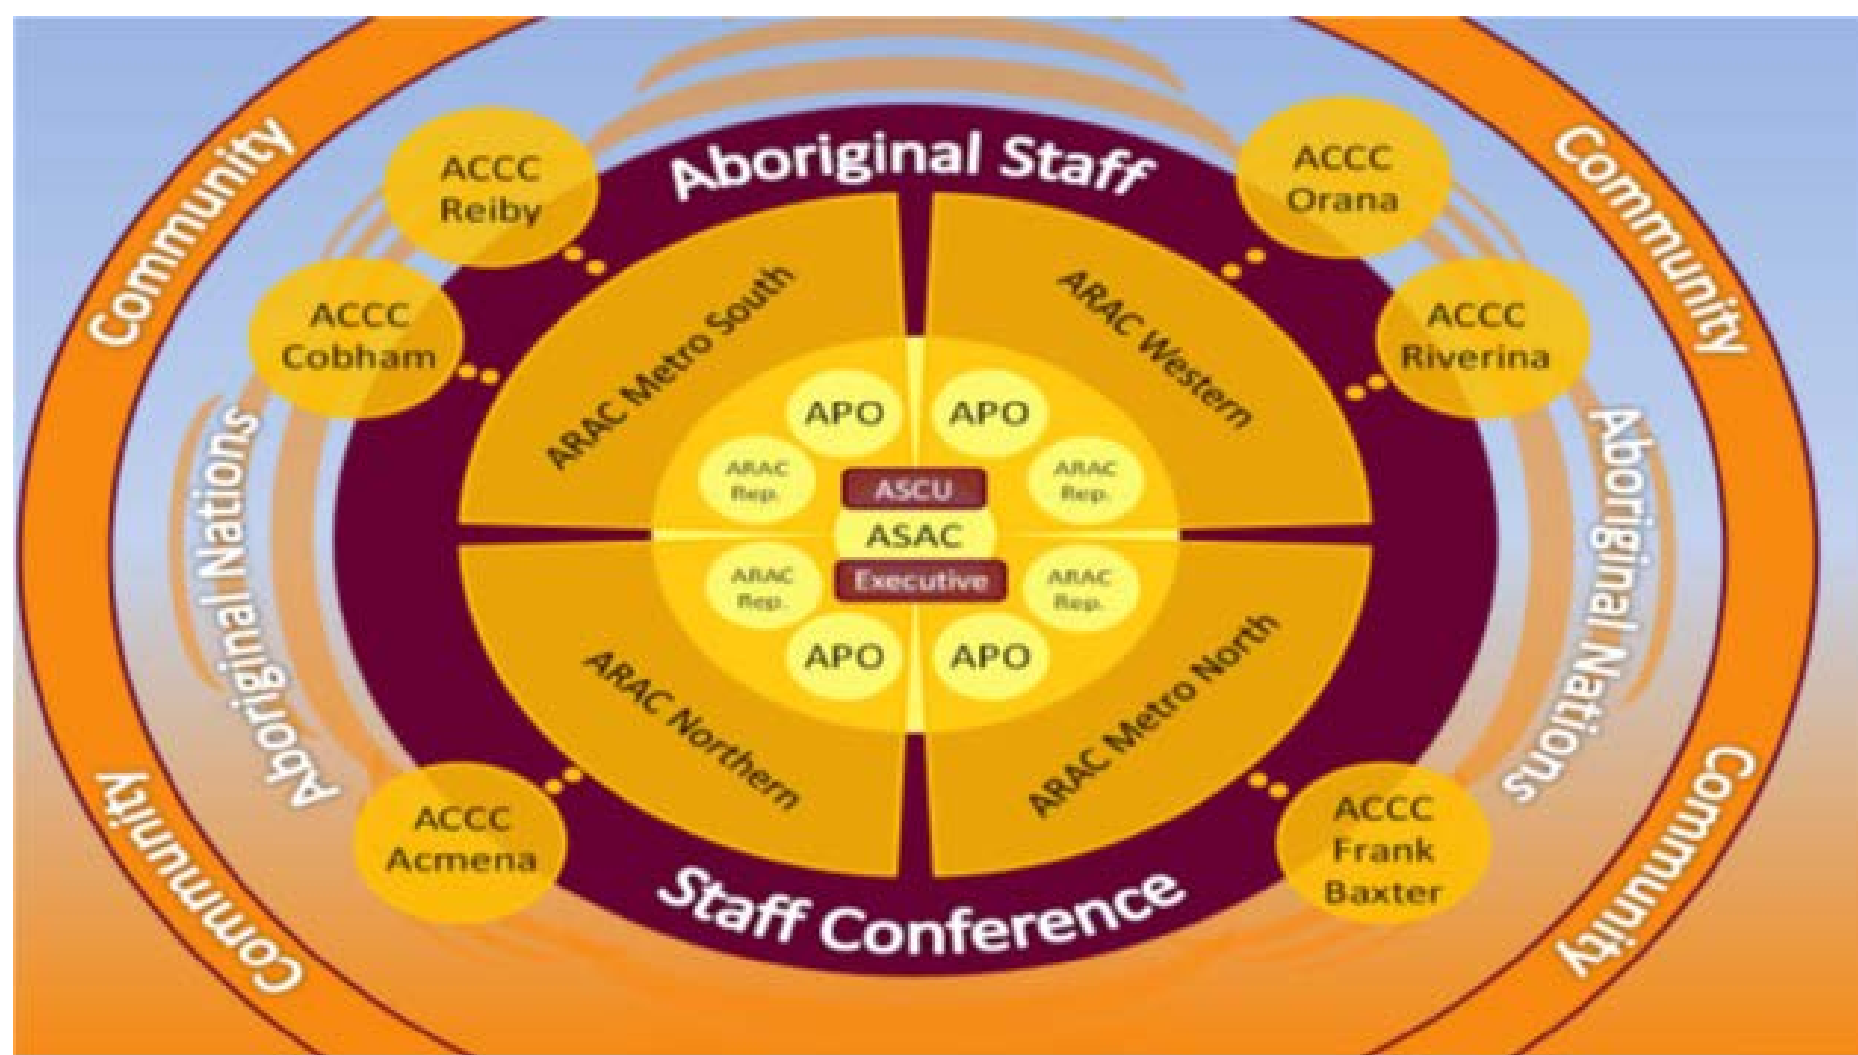 Community
Community
Aboriginal Staff
ACCC
Reiby
ACCC
Orana
ACCC
Cobham
ACCC
Riverina
ARAC Metro South
ARAC Western
APO
APO
ARAC
Rep.
ARAC
Rep.
ASCU
ASAC
Executive
ARAC
Rep.
ARAC
Rep.
APO
APO
Aboriginal Nations
Aboriginal Nations
ARAC Northern
ARAC Metro North
ACCC
Acmena
ACCC
Frank
Baxter
Staff Conference
Community
Community